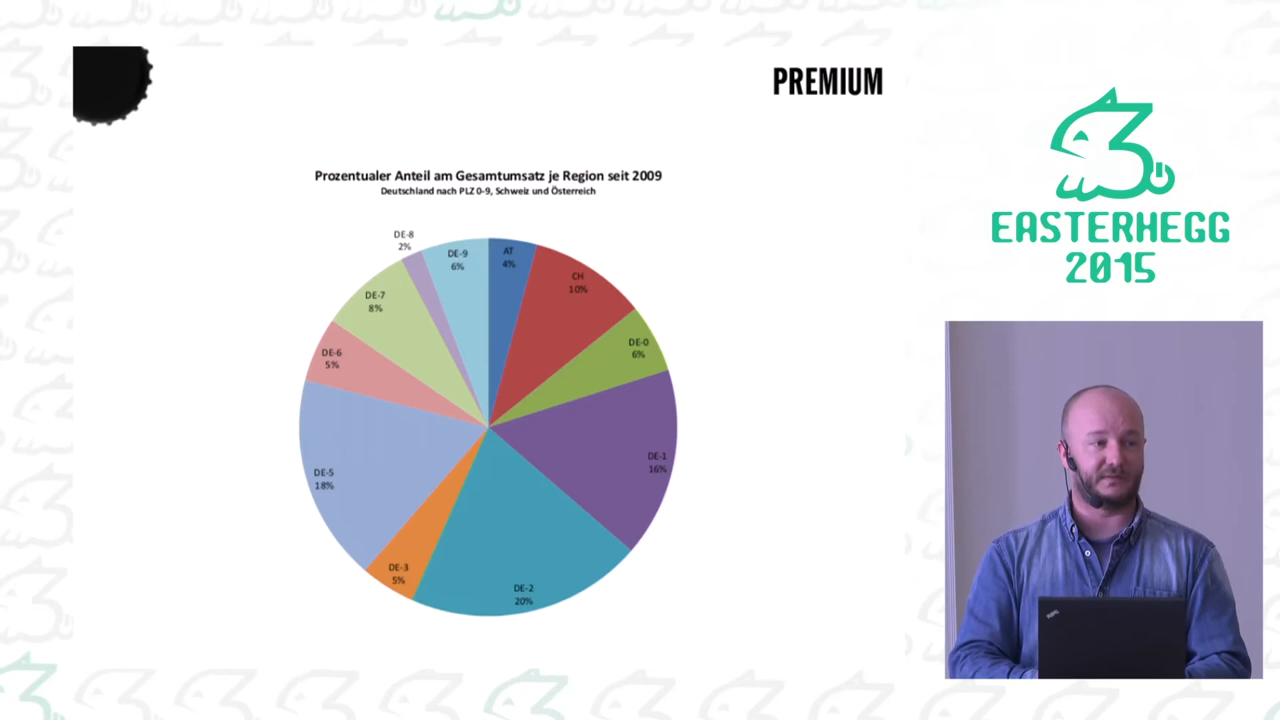 PREMIUM
EASTERHEGG
2015
Prozentualer Anteil am Gesamtumsatz je Region seit 2009
Deutschland nach PLZ 0-9, Schweiz und Österreich
DE-8
2%
DE-9
6%
AT
4%
CH
10%
DE-7
8%
DE-0
6%
DE-6
5%
DE-1
16%
DE-5
18%
DE-3
5%
DE-2
20%